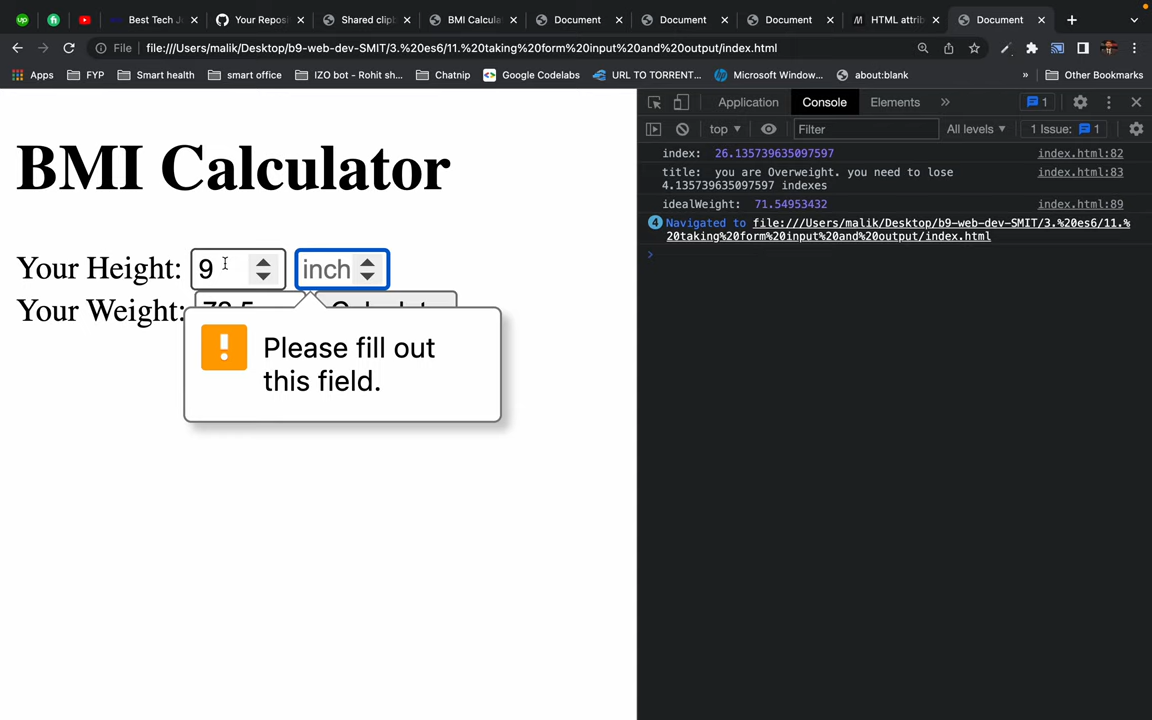 Best Tech J
Your Reposi
Shared clipb
BMI Calcula
Document
Document
Document
HTML attrib
Document
File
file:///Users/malik/Desktop/b9-web-dev-SMIT/3.%20es6/11.%20taking%20form%20input%20and%20output/index.html
Apps
FYP
Smart health
smart office
IZO bot - Rohit sh...
Chatnip
Google Codelabs
URL TO TORRENT...
Microsoft Window...
about:blank
»
Other Bookmarks
BMI Calculator
Your Height: 9 inch
Your Weight:
Please fill out
this field.
Application
Console
Elements
»
1
top
Filter
All levels
1 Issue: 1
index: 26.135739635097597 index.html:82
title: you are Overweight. you need to lose index.html:83
4.135739635097597 indexes
idealWeight: 71.54953432 index.html:89
4 Navigated to file:///Users/malik/Desktop/b9-web-dev-SMIT/3.%20es6/11.%
20taking%20form%20input%20and%20output/index.html